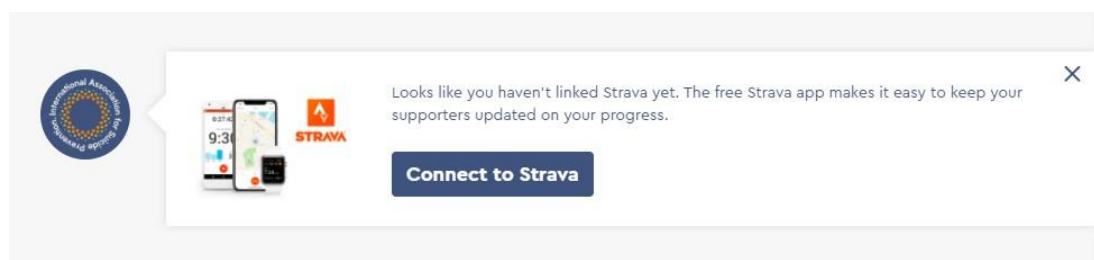 International Association for Suicide Prevention
9:3
STRAVA
Looks like you haven't linked Strava yet. The free Strava app makes it easy to keep your
supporters updated on your progress.
Connect to Strava